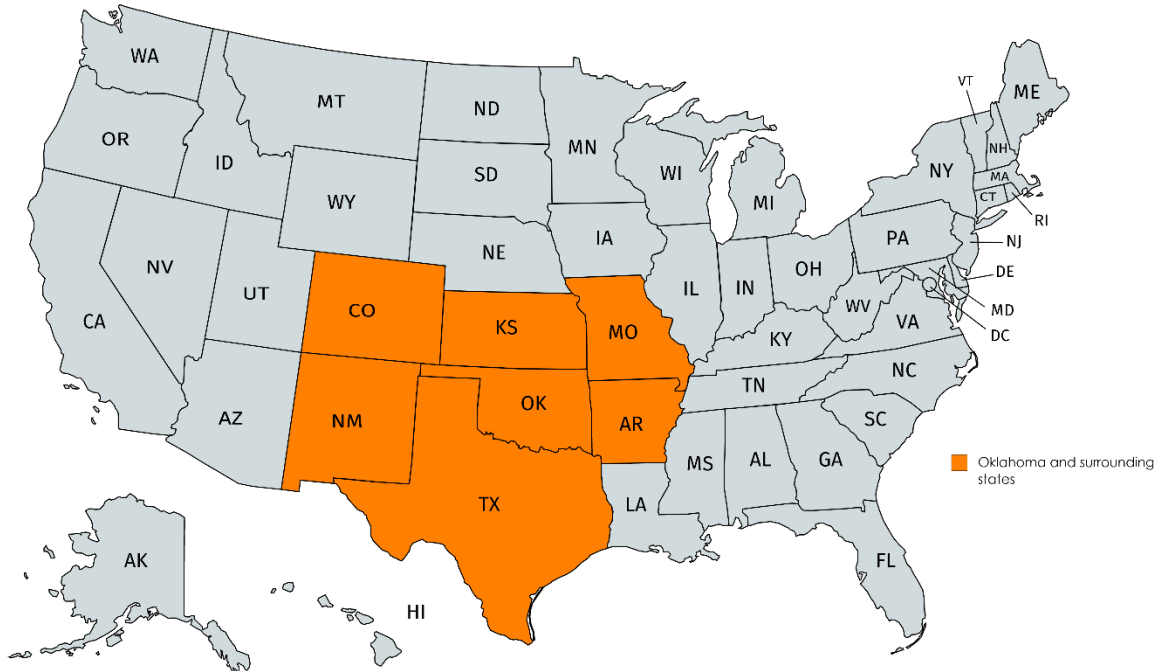 WA
MT
ND
MN
VT
ME
OR
ID
SD
WI
NH
NY
MA
WY
MI
CT
RI
IA
PA
NJ
NE
NV
OH
UT
IL
IN
DE
CO
WV
MD
CA
KS
MO
VA
DC
KY
NC
TN
OK
AZ
NM
AR
SC
MS
AL
GA
Oklahoma and surrounding
states
TX
LA
AK
FL
HI